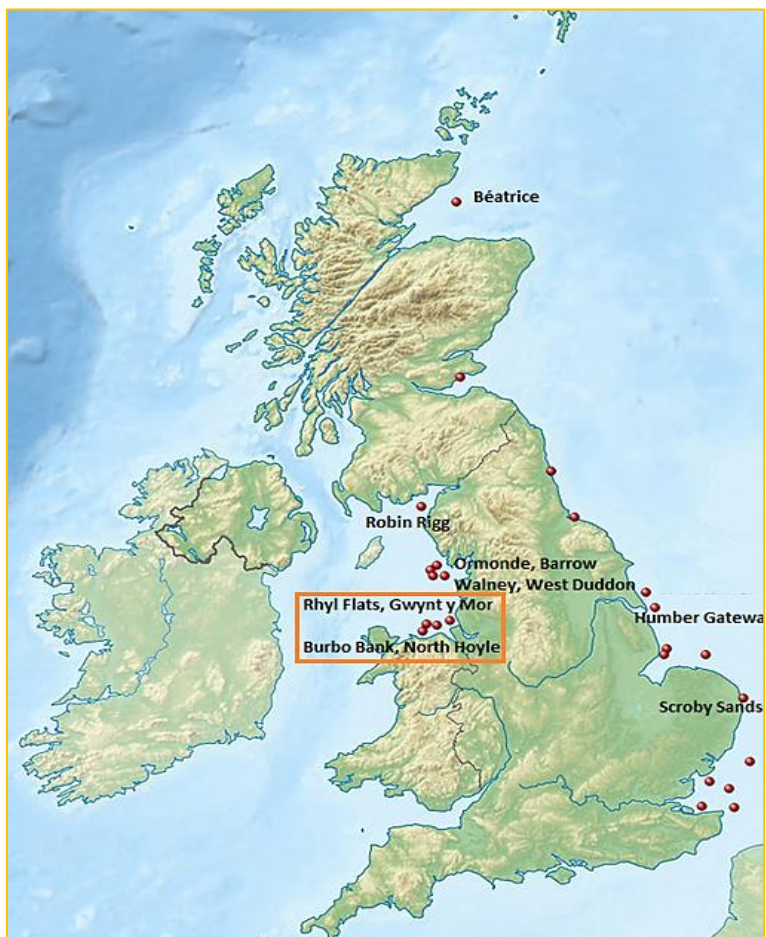 Béatrice
Robin Rigg
Ormonde, Barrow
Walney, West Duddon
Rhyl Flats, Gwynt y Mor
Humber Gatewa
Burbo Bank, North Hoyle
Scroby Sands